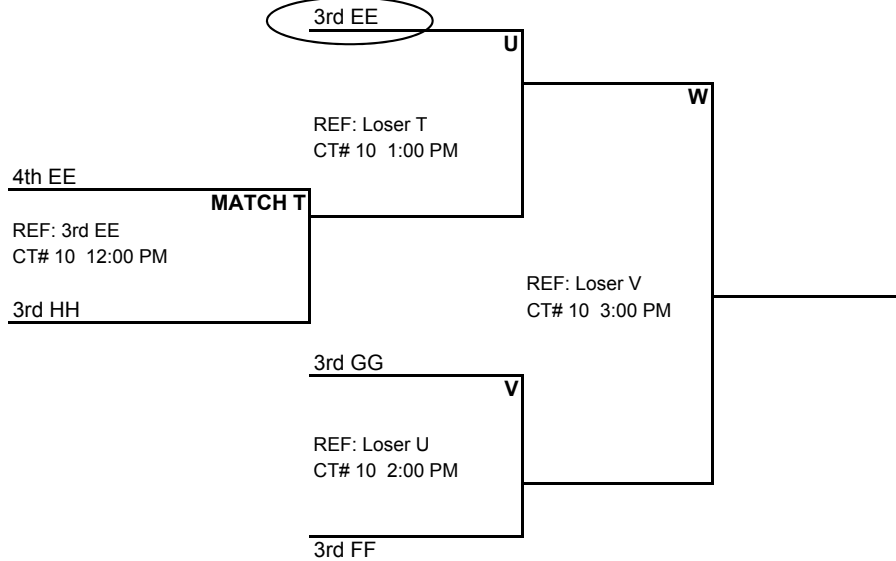 3rd EE
U
W
REF: Loser T
CT# 10 1:00 PM
4th EE
MATCH T
REF: 3rd EE
CT# 10 12:00 PM
REF: Loser V
CT# 10 3:00 PM
3rd HH
3rd GG
V
REF: Loser U
CT# 10 2:00 PM
3rd FF